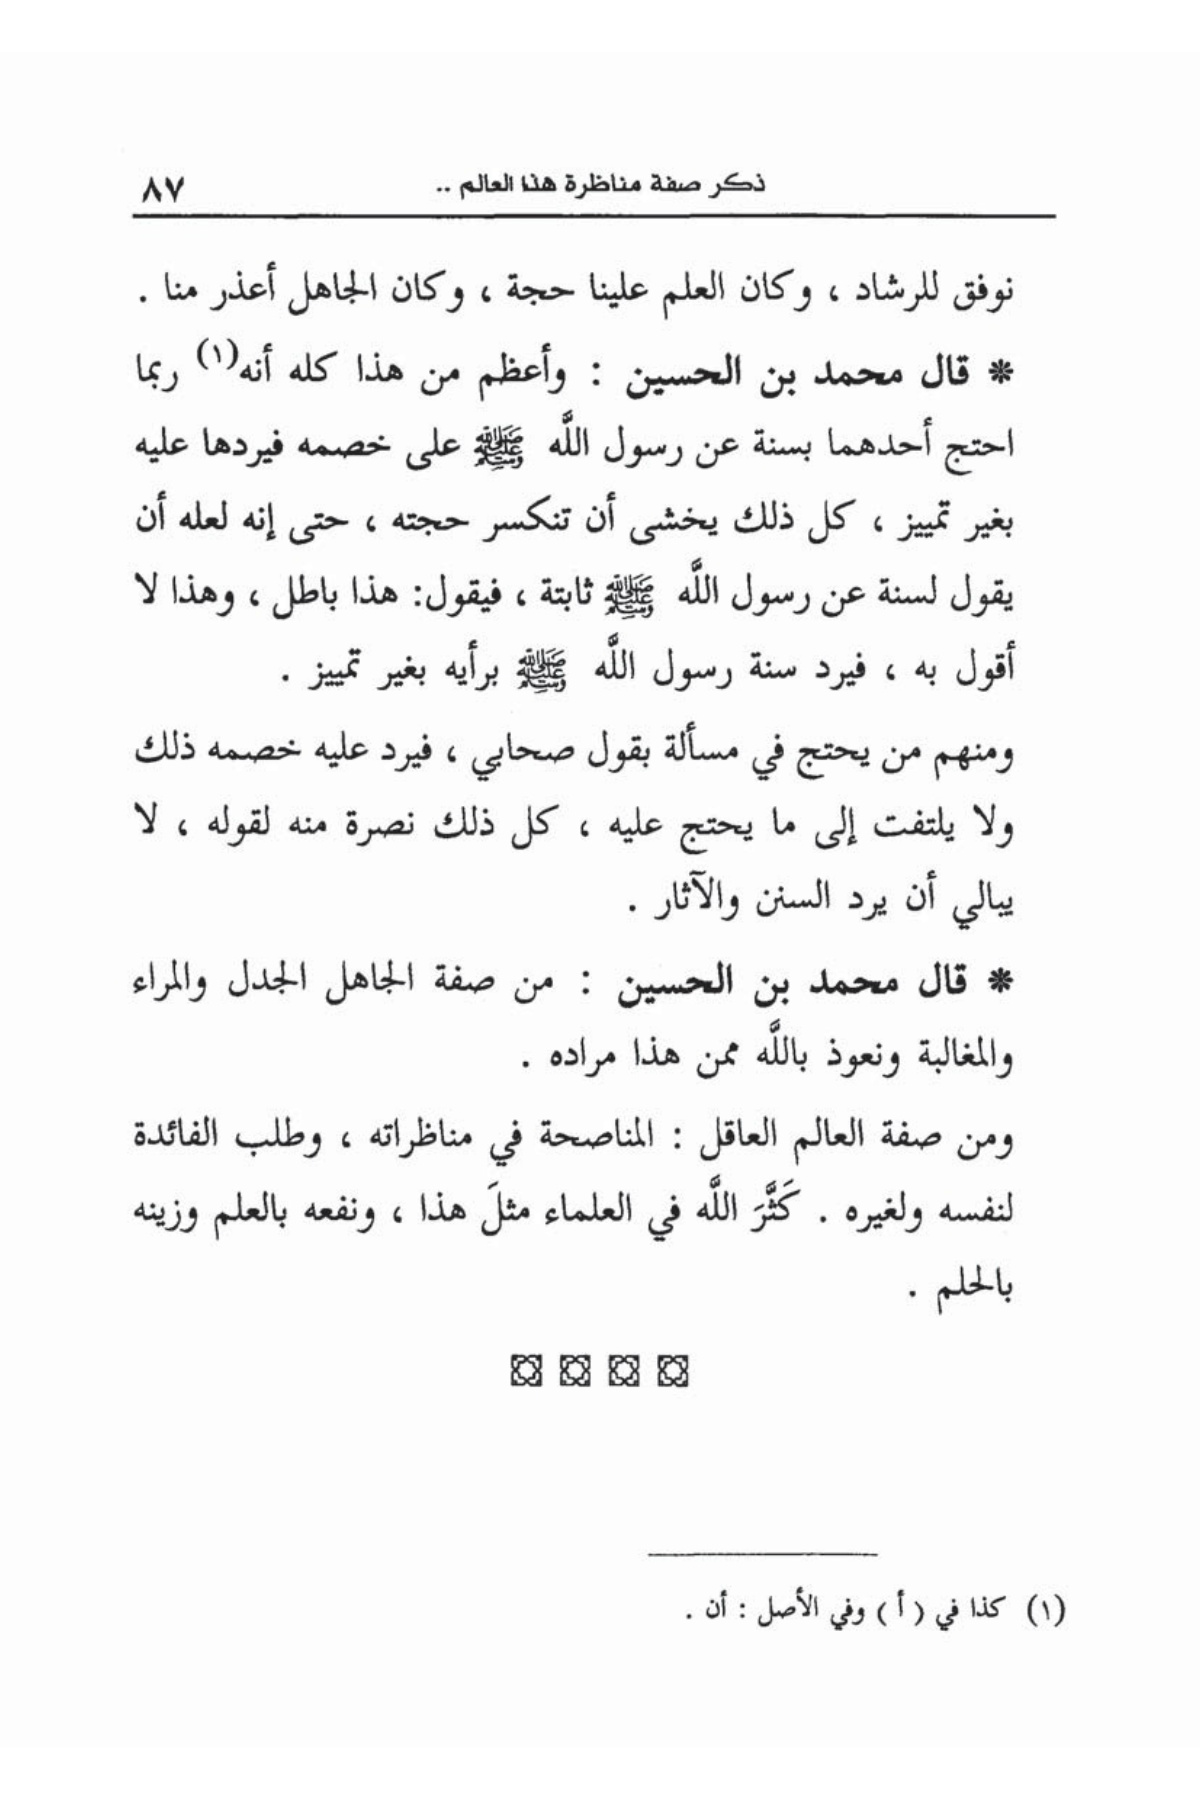 ذكر صفة مناظرة هذا العالم .. ٨٧
نوفق للرشاد ، وكان العلم علينا حجة ، وكان الجاهل أعذر منا .
* قال محمد بن الحسين : وأعظم من هذا كله أنه(١) ربما
احتج أحدهما بسنة عن رسول اللَّه ﷺ على خصمه فيردها عليه
بغير تمييز ، كل ذلك يخشى أن تنكسر حجته ، حتى إنه لعله أن
يقول لسنة عن رسول اللَّه ﷺ ثابتة ، فيقول: هذا باطل ، وهذا لا
أقول به ، فيرد سنة رسول اللَّه ﷺ برأيه بغير تمييز .
ومنهم من يحتج في مسألة بقول صحابي ، فيرد عليه خصمه ذلك
ولا يلتفت إلى ما يحتج عليه ، كل ذلك نصرة منه لقوله ، لا
يبالي أن يرد السنن والآثار .
* قال محمد بن الحسين : من صفة الجاهل الجدل والمراء
والمغالبة ونعوذ باللَّه ممن هذا مراده .
ومن صفة العالم العاقل : المناصحة في مناظراته ، وطلب الفائدة
لنفسه ولغيره . كَثَّرَ اللَّه في العلماء مثلَ هذا ، ونفعه بالعلم وزينه
بالحلم .
(١) كذا في ( أ ) وفي الأصل : أن .